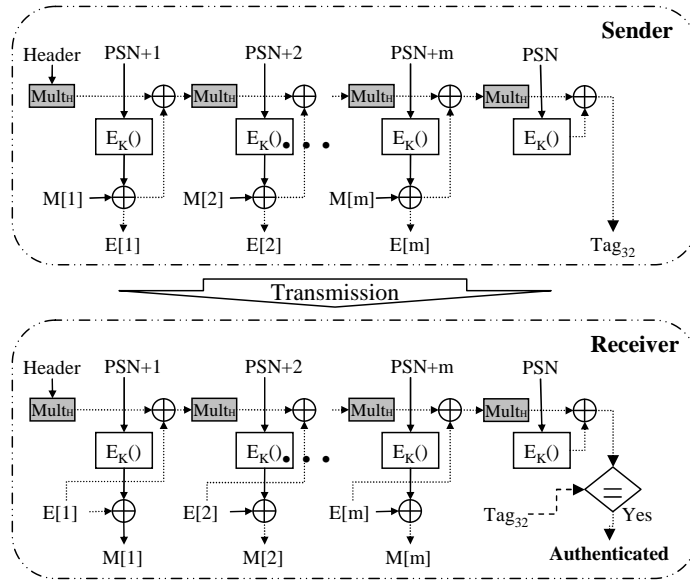 Sender
Header PSN+1 PSN+2 PSN+m PSN
MultH MultH MultH MultH
EK() EK() EK() EK()
• • •
M[1] M[2] M[m]
E[1] E[2] E[m] Tag32
Transmission
Receiver
Header PSN+1 PSN+2 PSN+m PSN
MultH MultH MultH MultH
EK() EK() EK() EK()
• • •
=
E[1] E[2] E[m] Tag32 Yes
M[1] M[2] M[m] Authenticated